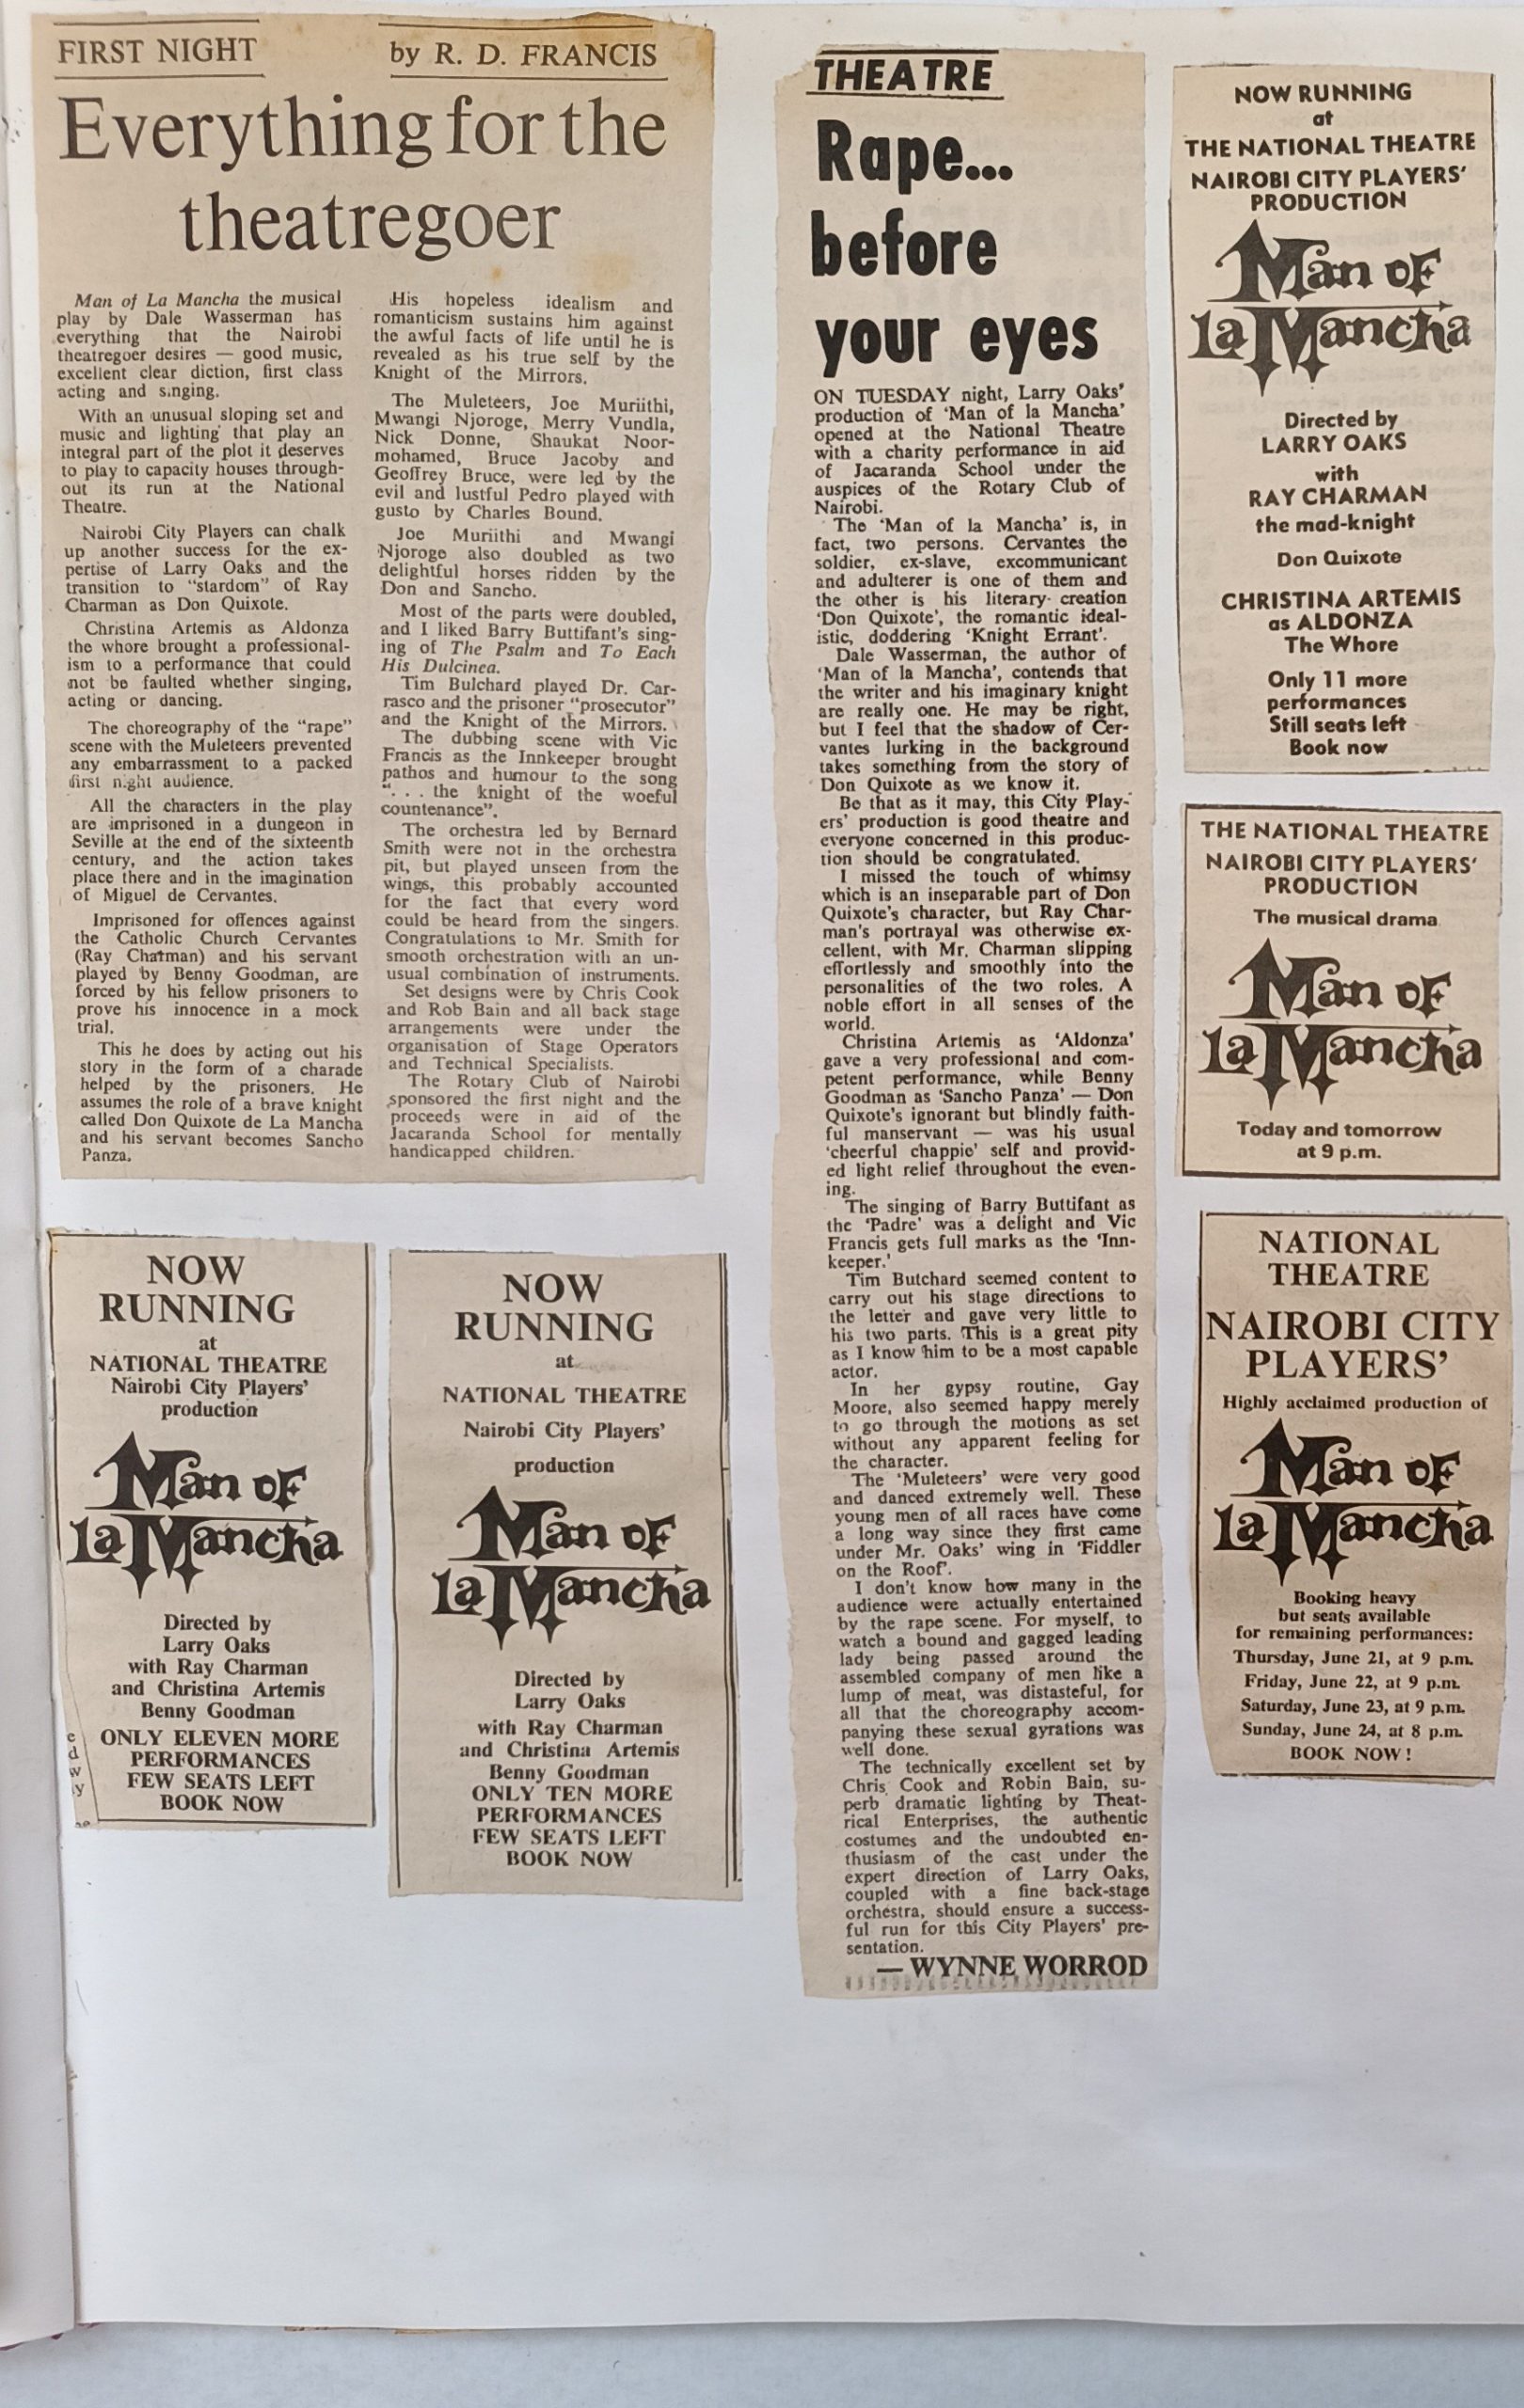 FIRST NIGHT
by R. D. FRANCIS
Everything for the
theatregoer
Man of La Mancha the musical
play by Dale Wasserman has
everything that the Nairobi
theatregoer desires — good music,
excellent clear diction, first class
acting and singing.
With an unusual sloping set and
music and lighting that play an
integral part of the plot it deserves
to play to capacity houses through-
out its run at the National
Theatre.
Nairobi City Players can chalk
up another success for the ex-
pertise of Larry Oaks and the
transition to "stardom" of Ray
Charman as Don Quixote.
Christina Artemis as Aldonza
the whore brought a professional-
ism to a performance that could
not be faulted whether singing,
acting or dancing.
The choreography of the "rape"
scene with the Muleteers prevented
any embarrassment to a packed
first night audience.
All the characters in the play
are imprisoned in a dungeon in
Seville at the end of the sixteenth
century, and the action takes
place there and in the imagination
of Miguel de Cervantes.
Imprisoned for offences against
the Catholic Church Cervantes
(Ray Chatman) and his servant
played by Benny Goodman, are
forced by his fellow prisoners to
prove his innocence in a mock
trial.
This he does by acting out his
story in the form of a charade
helped by the prisoners. He
assumes the role of a brave knight
called Don Quixote de La Mancha
and his servant becomes Sancho
Panza.
His hopeless idealism and
romanticism sustains him against
the awful facts of life until he is
revealed as his true self by the
Knight of the Mirrors.
The Muleteers, Joe Muriithi,
Mwangi Njoroge, Merry Vundla,
Nick Donne, Shaukat Noor-
mohamed, Bruce Jacoby and
Geoffrey Bruce, were led by the
evil and lustful Pedro played with
gusto by Charles Bound.
Joe Muriithi and Mwangi
Njoroge also doubled as two
delightful horses ridden by the
Don and Sancho.
Most of the parts were doubled,
and I liked Barry Buttifant's sing-
ing of The Psalm and To Each
His Dulcinea.
Tim Bulchard played Dr. Car-
rasco and the prisoner "prosecutor"
and the Knight of the Mirrors.
The dubbing scene with Vic
Francis as the Innkeeper brought
pathos and humour to the song
". . . the knight of the woeful
countenance".
The orchestra led by Bernard
Smith were not in the orchestra
pit, but played unseen from the
wings, this probably accounted
for the fact that every word
could be heard from the singers.
Congratulations to Mr. Smith for
smooth orchestration with an un-
usual combination of instruments.
Set designs were by Chris Cook
and Rob Bain and all back stage
arrangements were under the
organisation of Stage Operators
and Technical Specialists.
The Rotary Club of Nairobi
sponsored the first night and the
proceeds were in aid of the
Jacaranda School for mentally
handicapped children.
NOW
RUNNING
at
NATIONAL THEATRE
Nairobi City Players'
production
Man of
la Mancha
Directed by
Larry Oaks
with Ray Charman
and Christina Artemis
Benny Goodman
ONLY ELEVEN MORE
PERFORMANCES
FEW SEATS LEFT
BOOK NOW
NOW
RUNNING
at
NATIONAL THEATRE
Nairobi City Players'
production
Man of
la Mancha
Directed by
Larry Oaks
with Ray Charman
and Christina Artemis
Benny Goodman
ONLY TEN MORE
PERFORMANCES
FEW SEATS LEFT
BOOK NOW
THEATRE
Rape...
before
your eyes
ON TUESDAY night, Larry Oaks'
production of 'Man of la Mancha'
opened at the National Theatre
with a charity performance in aid
of Jacaranda School under the
auspices of the Rotary Club of
Nairobi.
The 'Man of la Mancha' is, in
fact, two persons. Cervantes the
soldier, ex-slave, excommunicant
and adulterer is one of them and
the other is his literary creation
'Don Quixote', the romantic ideal-
istic, doddering 'Knight Errant'.
Dale Wasserman, the author of
'Man of la Mancha', contends that
the writer and his imaginary knight
are really one. He may be right,
but I feel that the shadow of Cer-
vantes lurking in the background
takes something from the story of
Don Quixote as we know it.
Be that as it may, this City Play-
ers' production is good theatre and
everyone concerned in this produc-
tion should be congratulated.
I missed the touch of whimsy
which is an inseparable part of Don
Quixote's character, but Ray Char-
man's portrayal was otherwise ex-
cellent, with Mr. Charman slipping
effortlessly and smoothly into the
personalities of the two roles. A
noble effort in all senses of the
world.
Christina Artemis as 'Aldonza'
gave a very professional and com-
petent performance, while Benny
Goodman as 'Sancho Panza' — Don
Quixote's ignorant but blindly faith-
ful manservant — was his usual
'cheerful chappie' self and provid-
ed light relief throughout the even-
ing.
The singing of Barry Buttifant as
the 'Padre' was a delight and Vic
Francis gets full marks as the 'Inn-
keeper.'
Tim Butchard seemed content to
carry out his stage directions to
the letter and gave very little to
his two parts. This is a great pity
as I know him to be a most capable
actor.
In her gypsy routine, Gay
Moore, also seemed happy merely
to go through the motions as set
without any apparent feeling for
the character.
The 'Muleteers' were very good
and danced extremely well. These
young men of all races have come
a long way since they first came
under Mr. Oaks' wing in 'Fiddler
on the Roof'.
I don't know how many in the
audience were actually entertained
by the rape scene. For myself, to
watch a bound and gagged leading
lady being passed around the
assembled company of men like a
lump of meat, was distasteful, for
all that the choreography accom-
panying these sexual gyrations was
well done.
The technically excellent set by
Chris Cook and Robin Bain, su-
perb dramatic lighting by Theat-
rical Enterprises, the authentic
costumes and the undoubted en-
thusiasm of the cast under the
expert direction of Larry Oaks,
coupled with a fine back-stage
orchestra, should ensure a success-
ful run for this City Players' pre-
sentation.
— WYNNE WORROD
NOW RUNNING
at
THE NATIONAL THEATRE
NAIROBI CITY PLAYERS'
PRODUCTION
Man of
la Mancha
Directed by
LARRY OAKS
with
RAY CHARMAN
the mad-knight
Don Quixote
CHRISTINA ARTEMIS
as ALDONZA
The Whore
Only 11 more
performances
Still seats left
Book now
THE NATIONAL THEATRE
NAIROBI CITY PLAYERS'
PRODUCTION
The musical drama
Man of
la Mancha
Today and tomorrow
at 9 p.m.
NATIONAL
THEATRE
NAIROBI CITY
PLAYERS'
Highly acclaimed production of
Man of
la Mancha
Booking heavy
but seats available
for remaining performances:
Thursday, June 21, at 9 p.m.
Friday, June 22, at 9 p.m.
Saturday, June 23, at 9 p.m.
Sunday, June 24, at 8 p.m.
BOOK NOW!